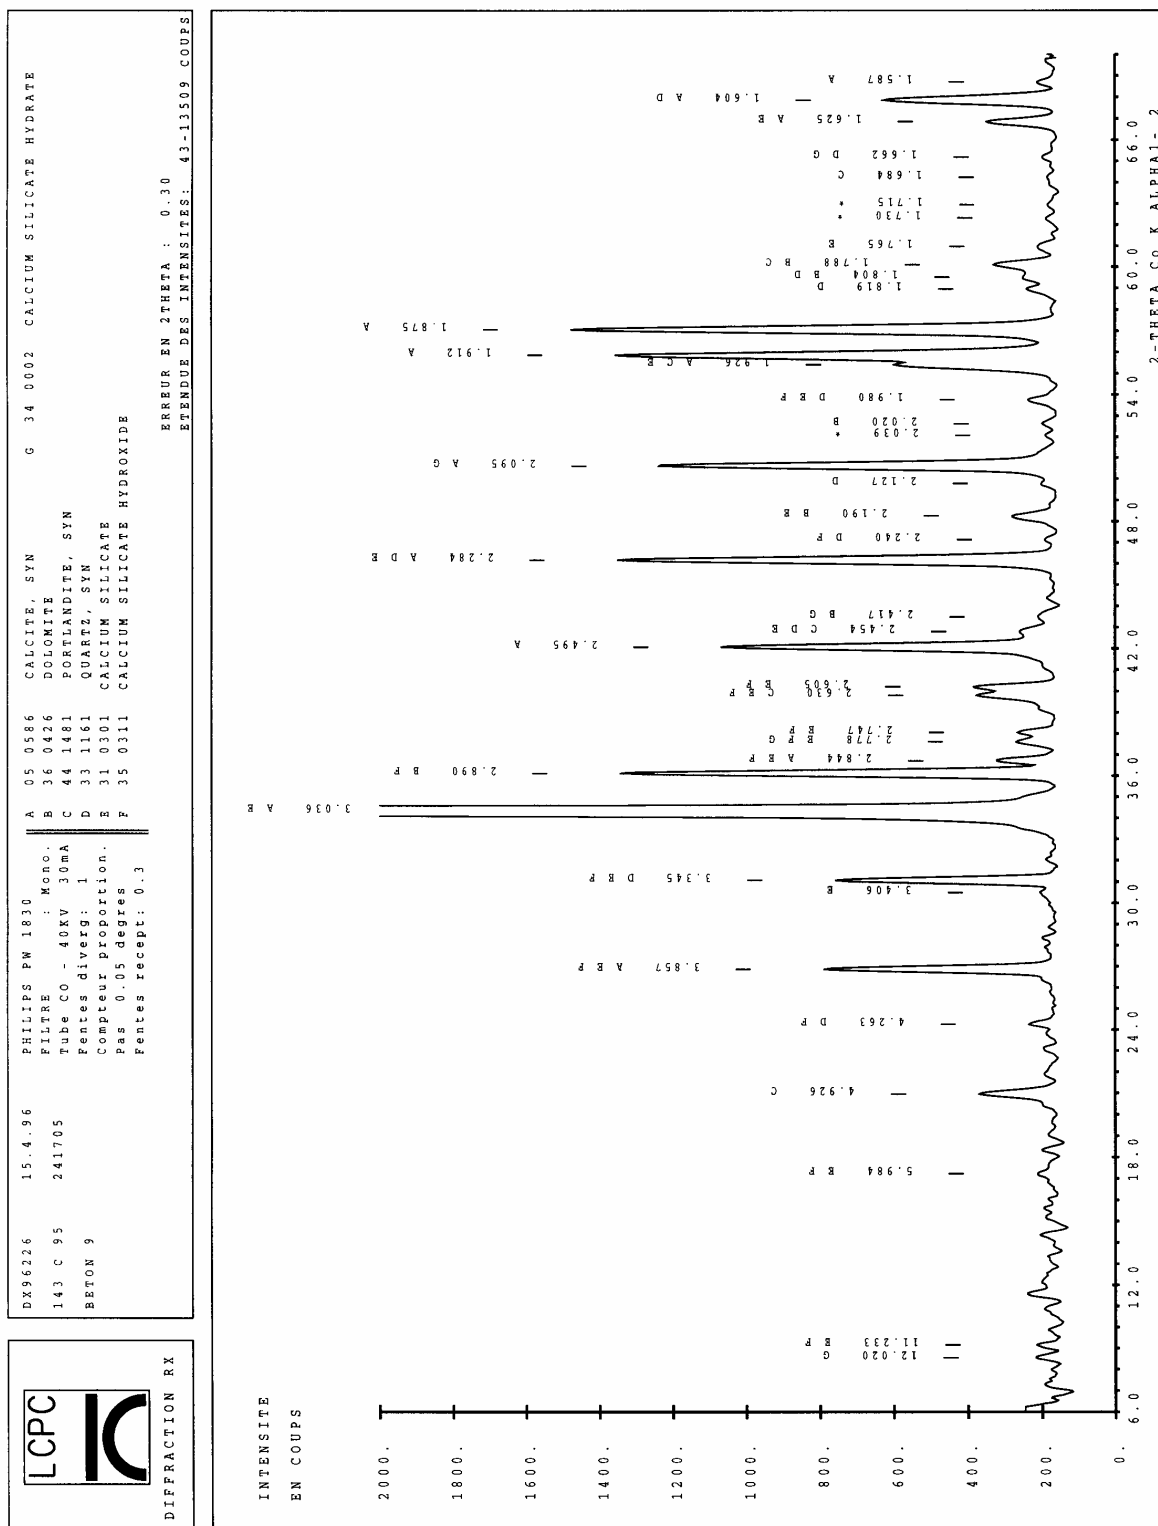 LCPC
DIFFRACTION RX
DX96226 15.4.96
143 C 95 241705
BETON 9
PHILIPS PW 1830
FILTRE : Mono.
Tube CO - 40KV 30mA
Fentes diverg: 1
Compteur proportion.
Pas 0.05 degres
Fentes recept: 0.3
A 05 0586 CALCITE, SYN
B 36 0426 DOLOMITE
C 44 1481 PORTLANDITE, SYN
D 33 1161 QUARTZ, SYN
E 31 0301 CALCIUM SILICATE
F 35 0311 CALCIUM SILICATE HYDROXIDE
G 34 0002 CALCIUM SILICATE HYDRATE
ERREUR EN 2THETA : 0.30
ETENDUE DES INTENSITES: 43-13509 COUPS
INTENSITE
EN COUPS
2000.
1800.
1600.
1400.
1200.
1000.
800.
600.
400.
200.
0.
12.020 G
11.233 E F
5.984 E F
4.926 C
4.263 D F
3.857 A E F
3.406 E
3.345 D E F
3.036 A E
2.890 B F
2.844 A E F
2.778 E F G
2.747 E F
2.630 C E F
2.605 E F
2.495 A
2.454 C D E
2.417 B G
2.284 A D E
2.240 D F
2.190 B E
2.127 D
2.095 A G
2.039 *
2.020 B
1.980 D E F
1.926 A C E
1.912 A
1.875 A
1.819 D
1.804 B D
1.788 B C
1.765 E
1.730 *
1.715 *
1.684 C
1.662 D G
1.625 A E
1.604 A D
1.587 A
6.0 12.0 18.0 24.0 30.0 36.0 42.0 48.0 54.0 60.0 66.0
2-THETA Co K ALPHA1- 2